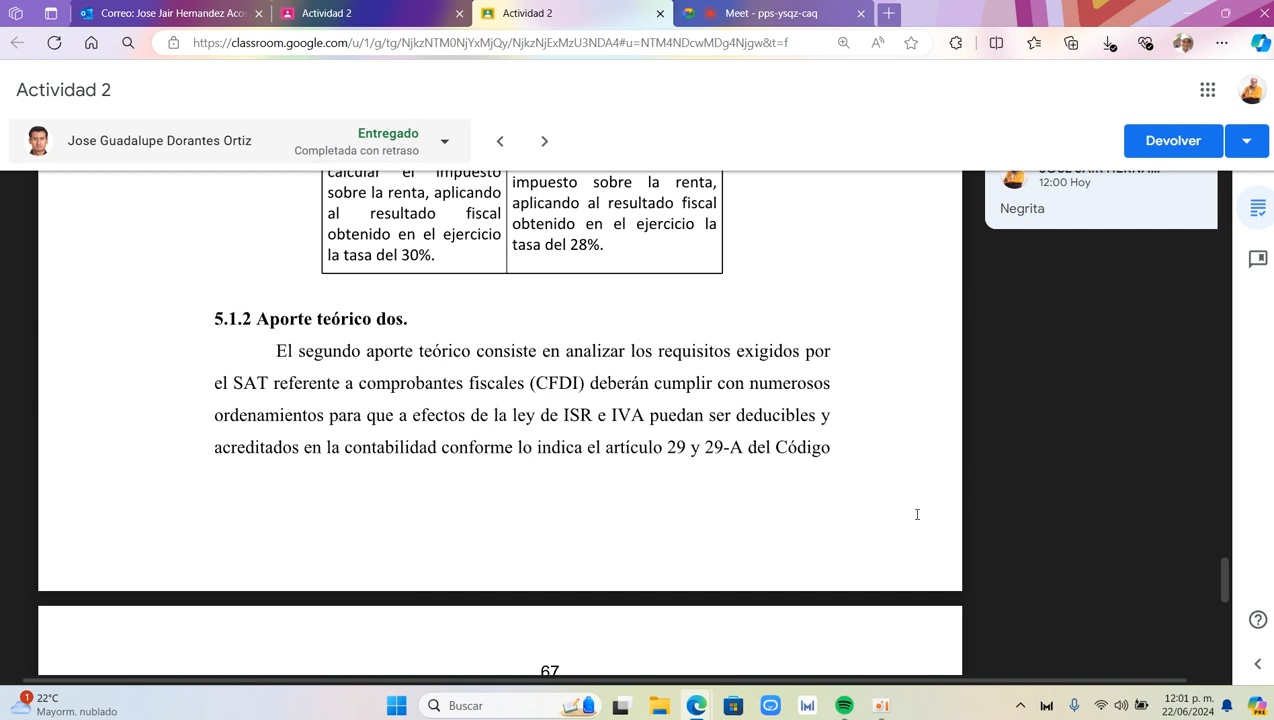 Correo: Jose Jair Hernandez Acos
Actividad 2
Actividad 2
Meet - pps-ysqz-caq
https://classroom.google.com/u/1/g/tg/NjkzNTM0NjYxMjQy/NjkzNjExMzU3NDA4#u=NTM4NDcwMDg4Njgw&t=f
Actividad 2
Jose Guadalupe Dorantes Ortiz
Entregado
Completada con retraso
Devolver
calcular el impuesto
sobre la renta, aplicando
al resultado fiscal
obtenido en el ejercicio
la tasa del 30%.
impuesto sobre la renta,
aplicando al resultado fiscal
obtenido en el ejercicio la
tasa del 28%.
12:00 Hoy
Negrita
5.1.2 Aporte teórico dos.
El segundo aporte teórico consiste en analizar los requisitos exigidos por
el SAT referente a comprobantes fiscales (CFDI) deberán cumplir con numerosos
ordenamientos para que a efectos de la ley de ISR e IVA puedan ser deducibles y
acreditados en la contabilidad conforme lo indica el artículo 29 y 29-A del Código
67
1
22°C
Mayorm. nublado
Buscar
12:01 p. m.
22/06/2024